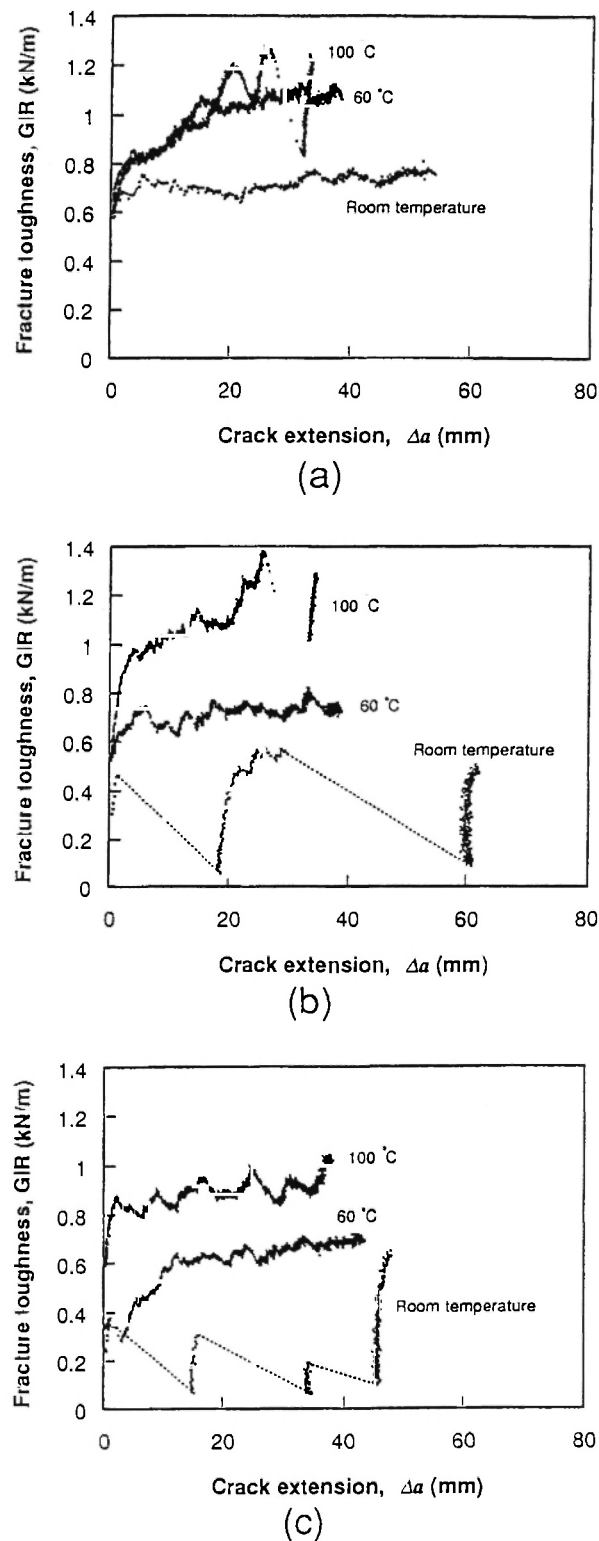 1.4
1.2
1
0.8
0.6
0.4
0.2
0
Fracture toughness, GIR (kN/m)
100 C
60 °C
Room temperature
0 20 40 60 80
Crack extension, Δa (mm)
(a)
1.4
1.2
1
0.8
0.6
0.4
0.2
0
Fracture toughness, GIR (kN/m)
100 C
60 °C
Room temperature
0 20 40 60 80
Crack extension, Δa (mm)
(b)
1.4
1.2
1
0.8
0.6
0.4
0.2
0
Fracture toughness, GIR (kN/m)
100 °C
60 °C
Room temperature
0 20 40 60 80
Crack extension, Δa (mm)
(c)